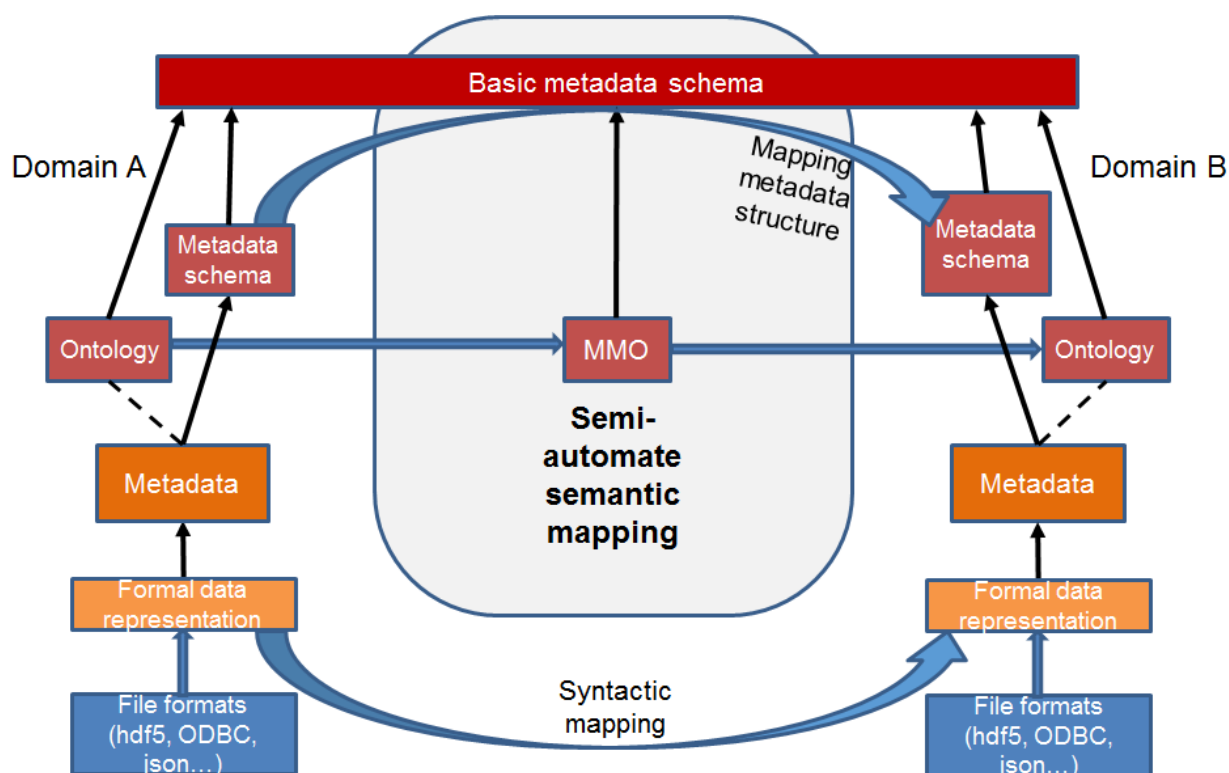 Basic metadata schema
Domain A
Domain B
Mapping
metadata
structure
Metadata
schema
Metadata
schema
Ontology
MMO
Ontology
Semi-
automate
semantic
mapping
Metadata
Metadata
Formal data
representation
Formal data
representation
Syntactic
mapping
File formats
(hdf5, ODBC,
json…)
File formats
(hdf5, ODBC,
json…)